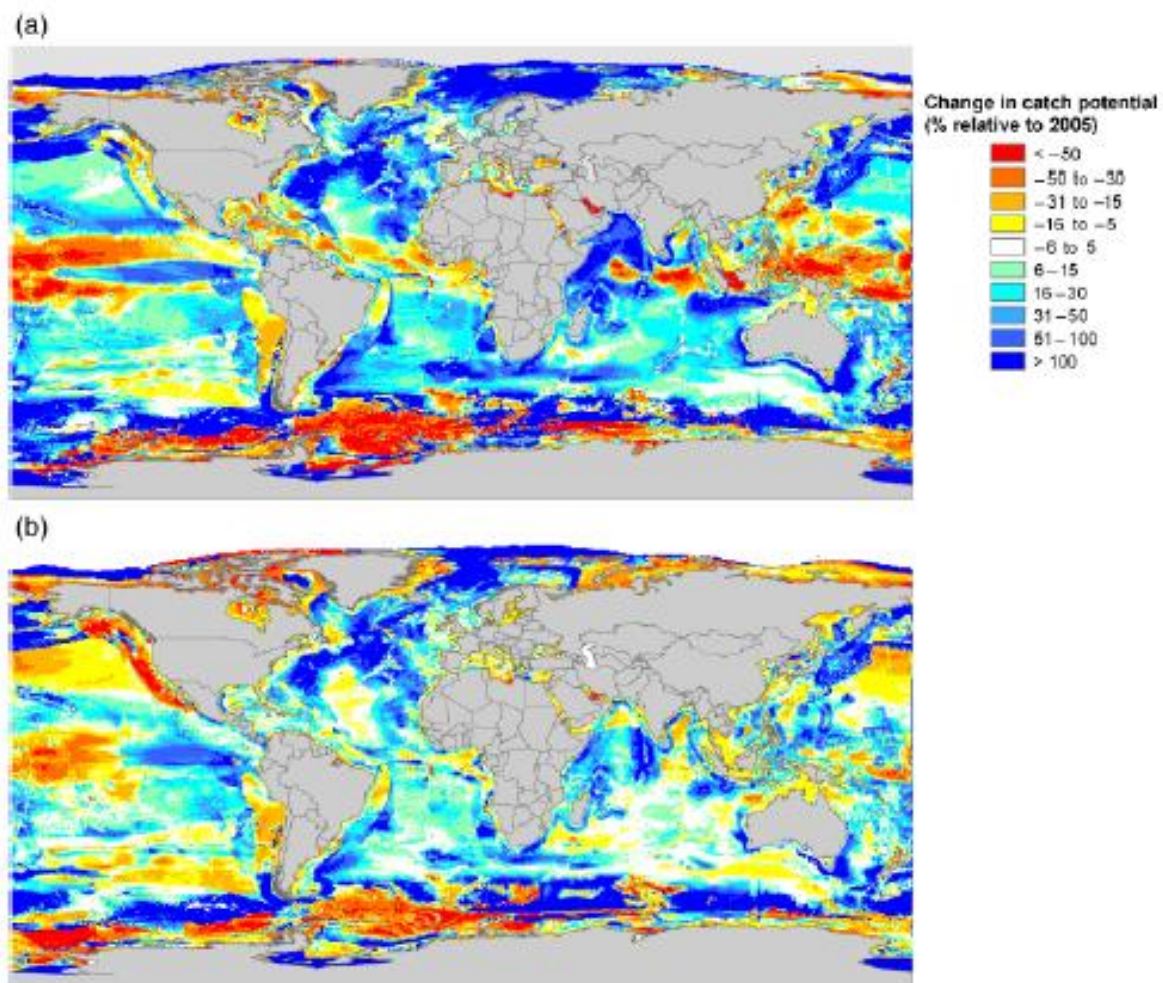 (a)
Change in catch potential
(% relative to 2005)
< –50
–50 to –30
–31 to –15
–16 to –5
–6 to 5
6–15
16–30
31–50
51–100
> 100
(b)